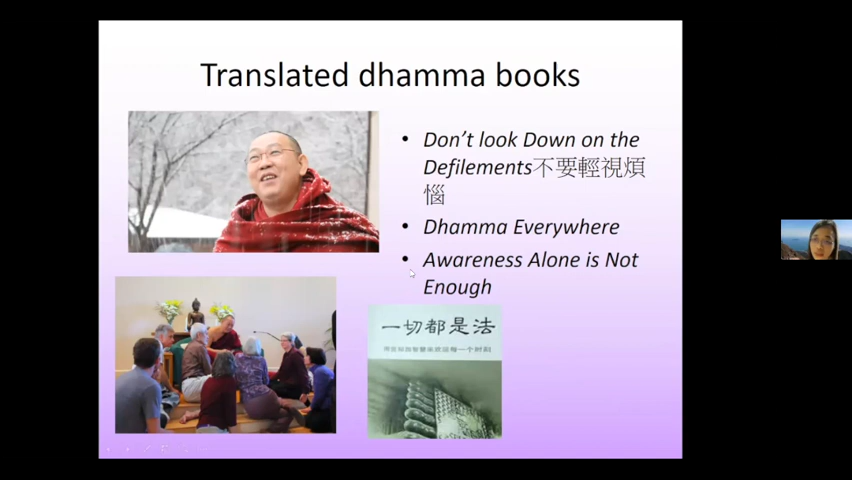 Translated dhamma books
• Don’t look Down on the
Defilements不要輕視煩
惱
• Dhamma Everywhere
• Awareness Alone is Not
Enough
一切都是法